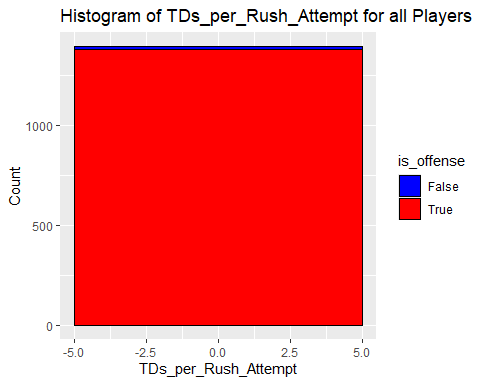 Histogram of TDs_per_Rush_Attempt for all Players
Count
1000
500
0
-5.0 -2.5 0.0 2.5 5.0
TDs_per_Rush_Attempt
is_offense
False
True